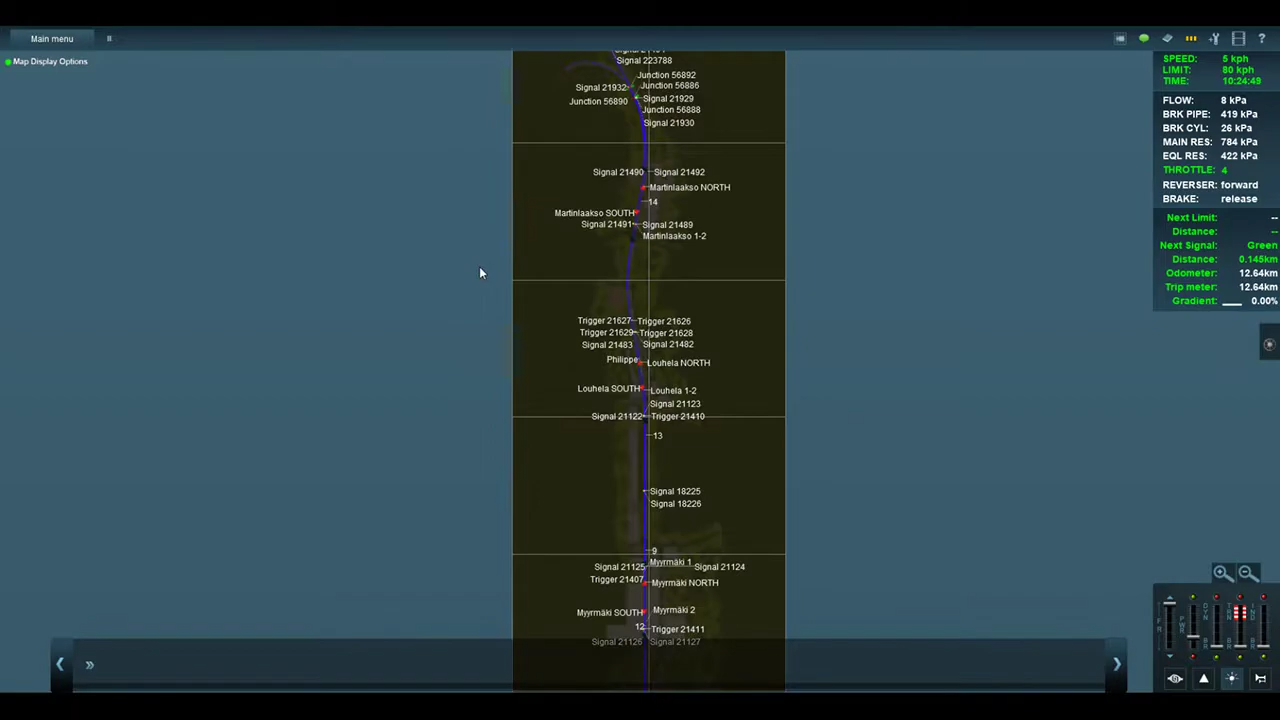 Main menu
Map Display Options
Signal 223788
Junction 56892
Signal 21932
Junction 56886
Junction 56890
Signal 21929
Junction 56888
Signal 21930
Signal 21490
Signal 21492
Martinlaakso NORTH
14
Martinlaakso SOUTH
Signal 21491
Signal 21489
Martinlaakso 1-2
Trigger 21627
Trigger 21626
Trigger 21629
Trigger 21628
Signal 21483
Signal 21482
Philippe
Louhela NORTH
Louhela SOUTH
Louhela 1-2
Signal 21123
Signal 21122
Trigger 21410
13
Signal 18225
Signal 18226
9
Myyrmäki 1
Signal 21125
Signal 21124
Trigger 21407
Myyrmäki NORTH
Myyrmäki SOUTH
Myyrmäki 2
12
Trigger 21411
Signal 21126
Signal 21127
SPEED: 5 kph
LIMIT: 80 kph
TIME: 10:24:49
FLOW: 8 kPa
BRK PIPE: 419 kPa
BRK CYL: 26 kPa
MAIN RES: 784 kPa
EQL RES: 422 kPa
THROTTLE: 4
REVERSER: forward
BRAKE: release
Next Limit: --
Distance: --
Next Signal: Green
Distance: 0.145km
Odometer: 12.64km
Trip meter: 12.64km
Gradient: 0.00%